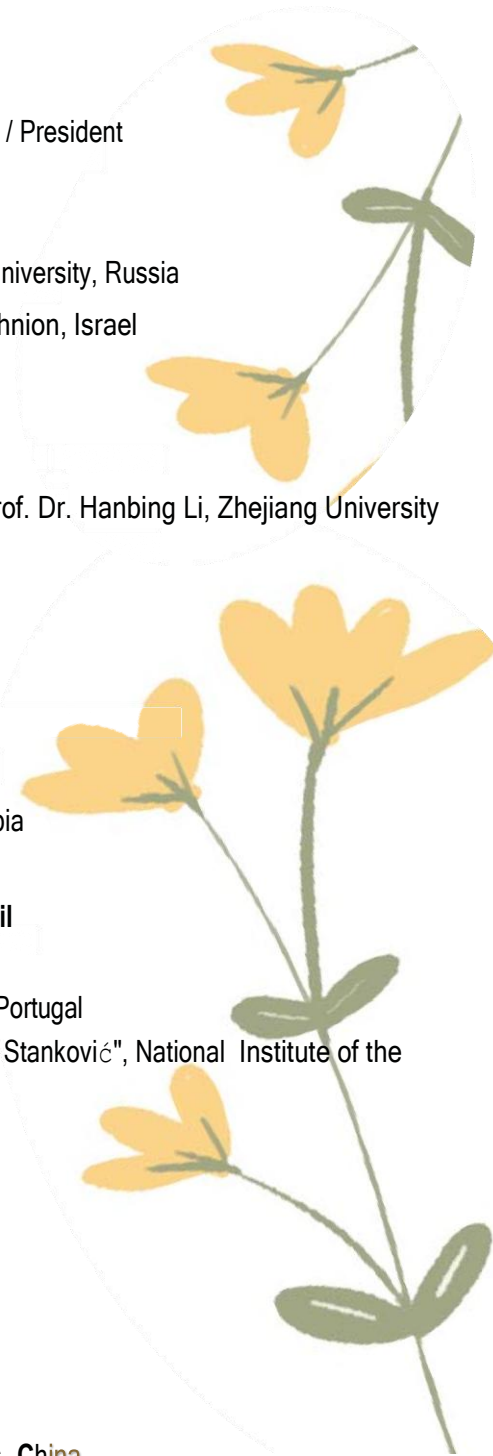 / President
niversity, Russia
hnion, Israel
rof. Dr. Hanbing Li, Zhejiang University
bia
il
Portugal
Stanković", National Institute of the
, China